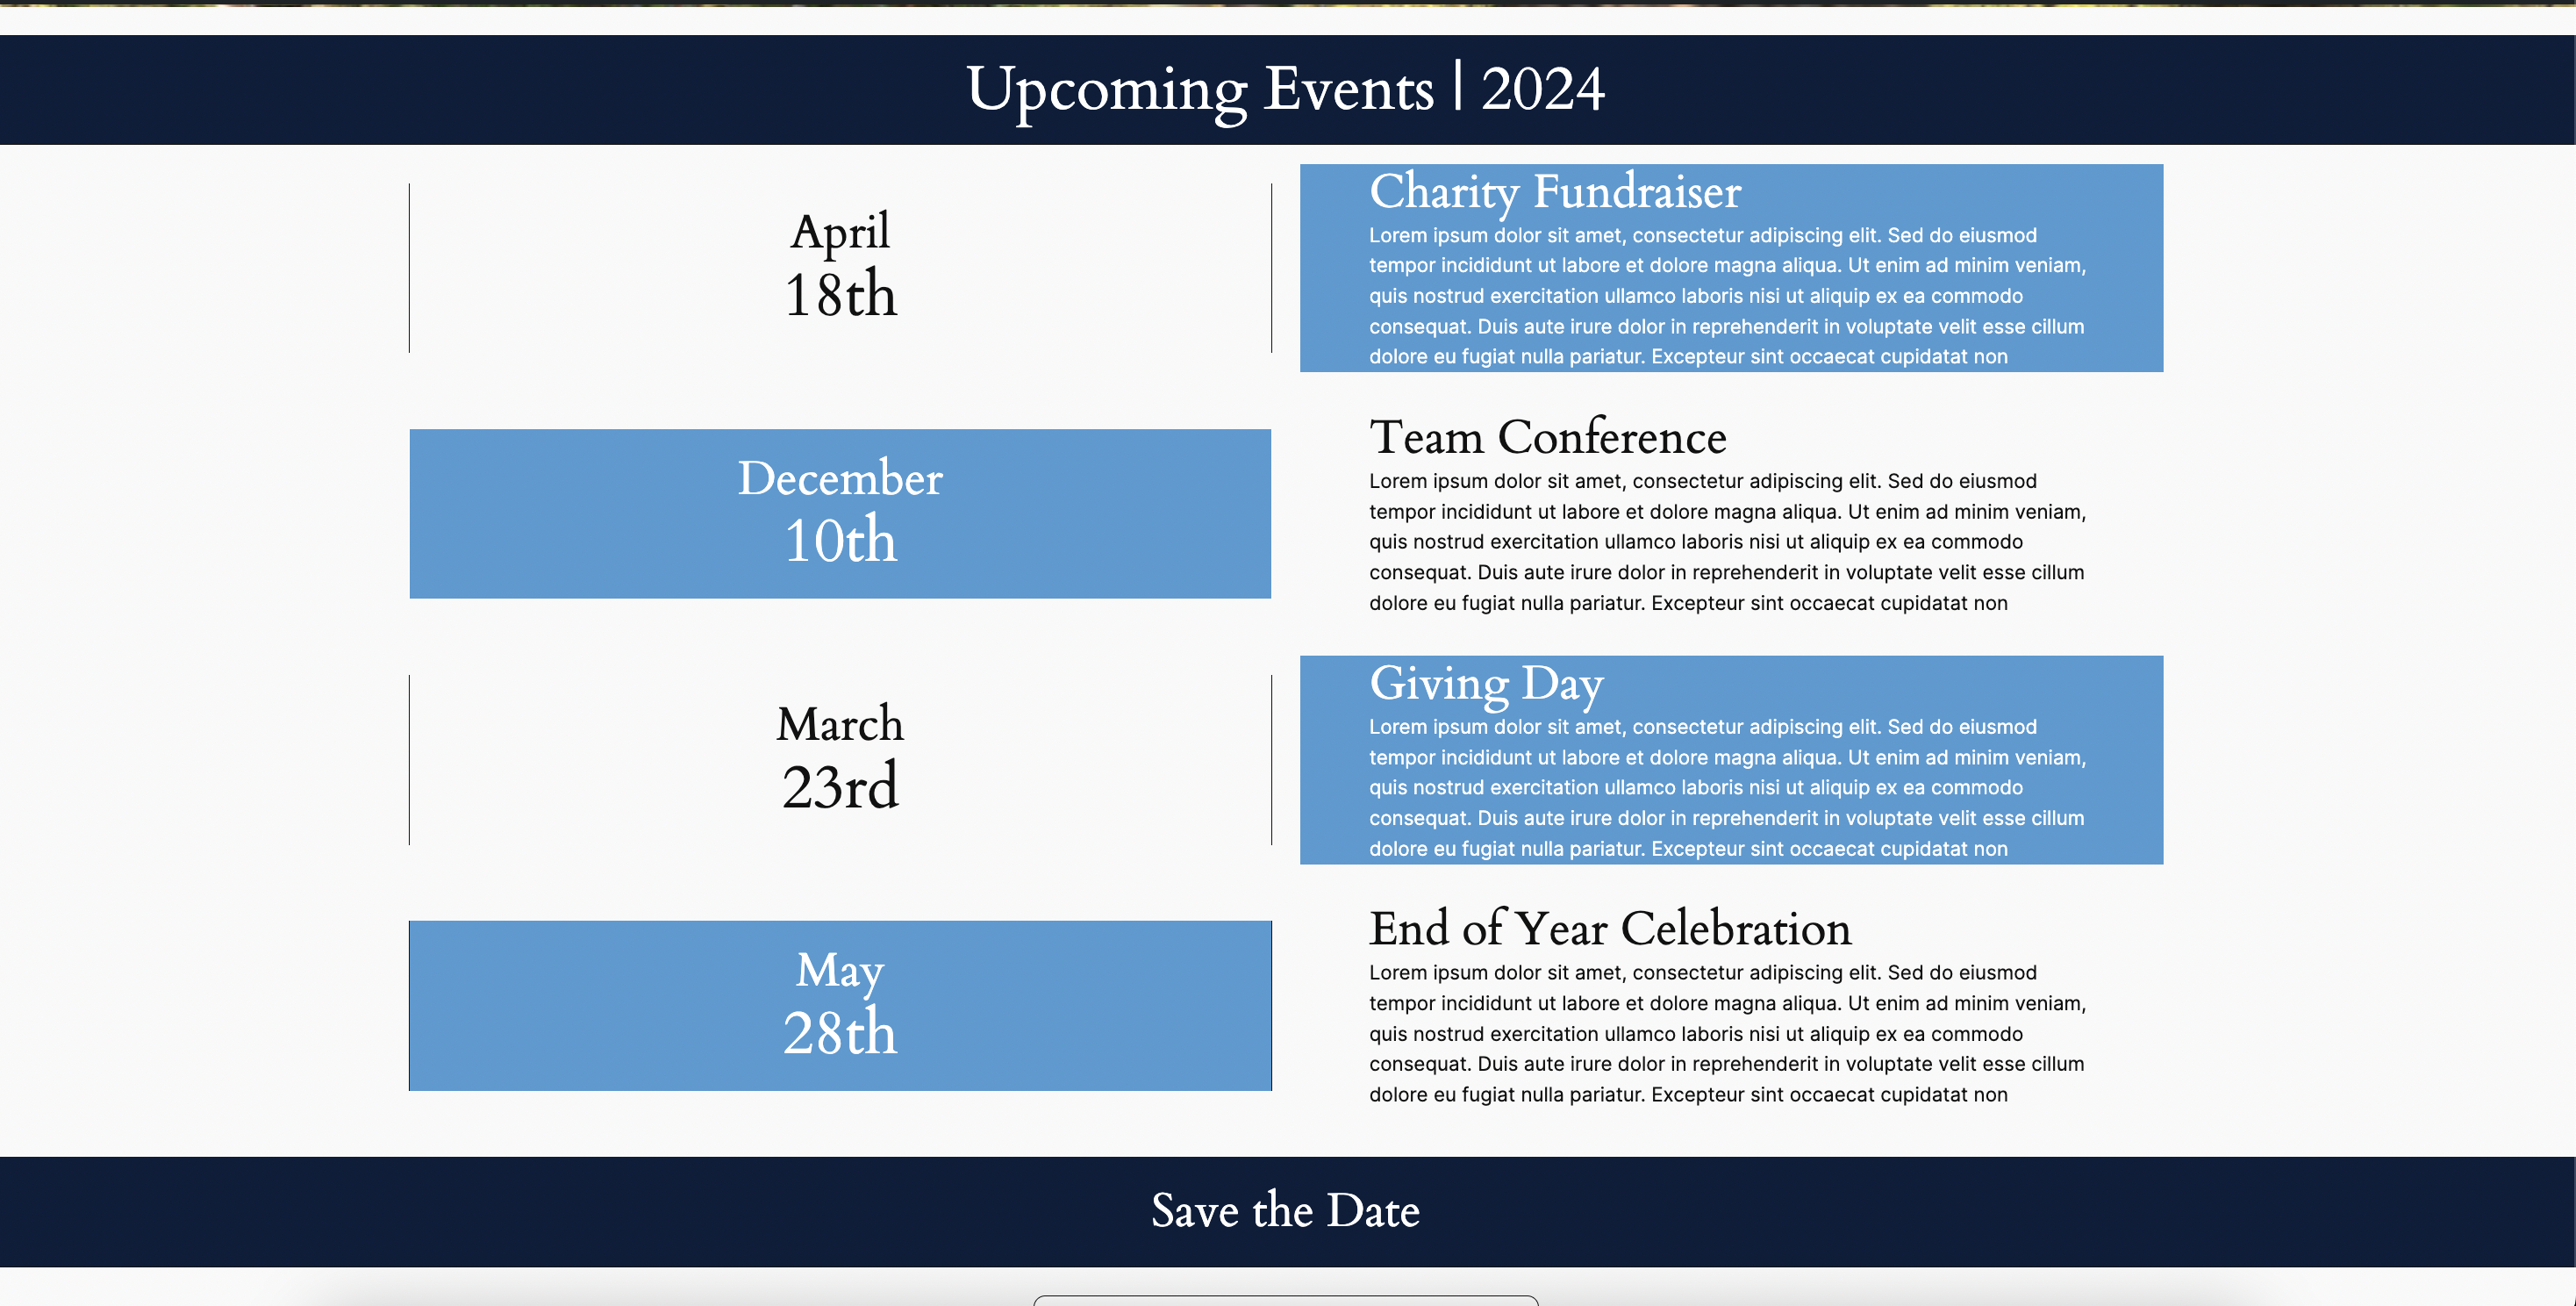 Upcoming Events | 2024
April
18th
Charity Fundraiser
Lorem ipsum dolor sit amet, consectetur adipiscing elit. Sed do eiusmod
tempor incididunt ut labore et dolore magna aliqua. Ut enim ad minim veniam,
quis nostrud exercitation ullamco laboris nisi ut aliquip ex ea commodo
consequat. Duis aute irure dolor in reprehenderit in voluptate velit esse cillum
dolore eu fugiat nulla pariatur. Excepteur sint occaecat cupidatat non
December
10th
Team Conference
Lorem ipsum dolor sit amet, consectetur adipiscing elit. Sed do eiusmod
tempor incididunt ut labore et dolore magna aliqua. Ut enim ad minim veniam,
quis nostrud exercitation ullamco laboris nisi ut aliquip ex ea commodo
consequat. Duis aute irure dolor in reprehenderit in voluptate velit esse cillum
dolore eu fugiat nulla pariatur. Excepteur sint occaecat cupidatat non
March
23rd
Giving Day
Lorem ipsum dolor sit amet, consectetur adipiscing elit. Sed do eiusmod
tempor incididunt ut labore et dolore magna aliqua. Ut enim ad minim veniam,
quis nostrud exercitation ullamco laboris nisi ut aliquip ex ea commodo
consequat. Duis aute irure dolor in reprehenderit in voluptate velit esse cillum
dolore eu fugiat nulla pariatur. Excepteur sint occaecat cupidatat non
May
28th
End of Year Celebration
Lorem ipsum dolor sit amet, consectetur adipiscing elit. Sed do eiusmod
tempor incididunt ut labore et dolore magna aliqua. Ut enim ad minim veniam,
quis nostrud exercitation ullamco laboris nisi ut aliquip ex ea commodo
consequat. Duis aute irure dolor in reprehenderit in voluptate velit esse cillum
dolore eu fugiat nulla pariatur. Excepteur sint occaecat cupidatat non
Save the Date